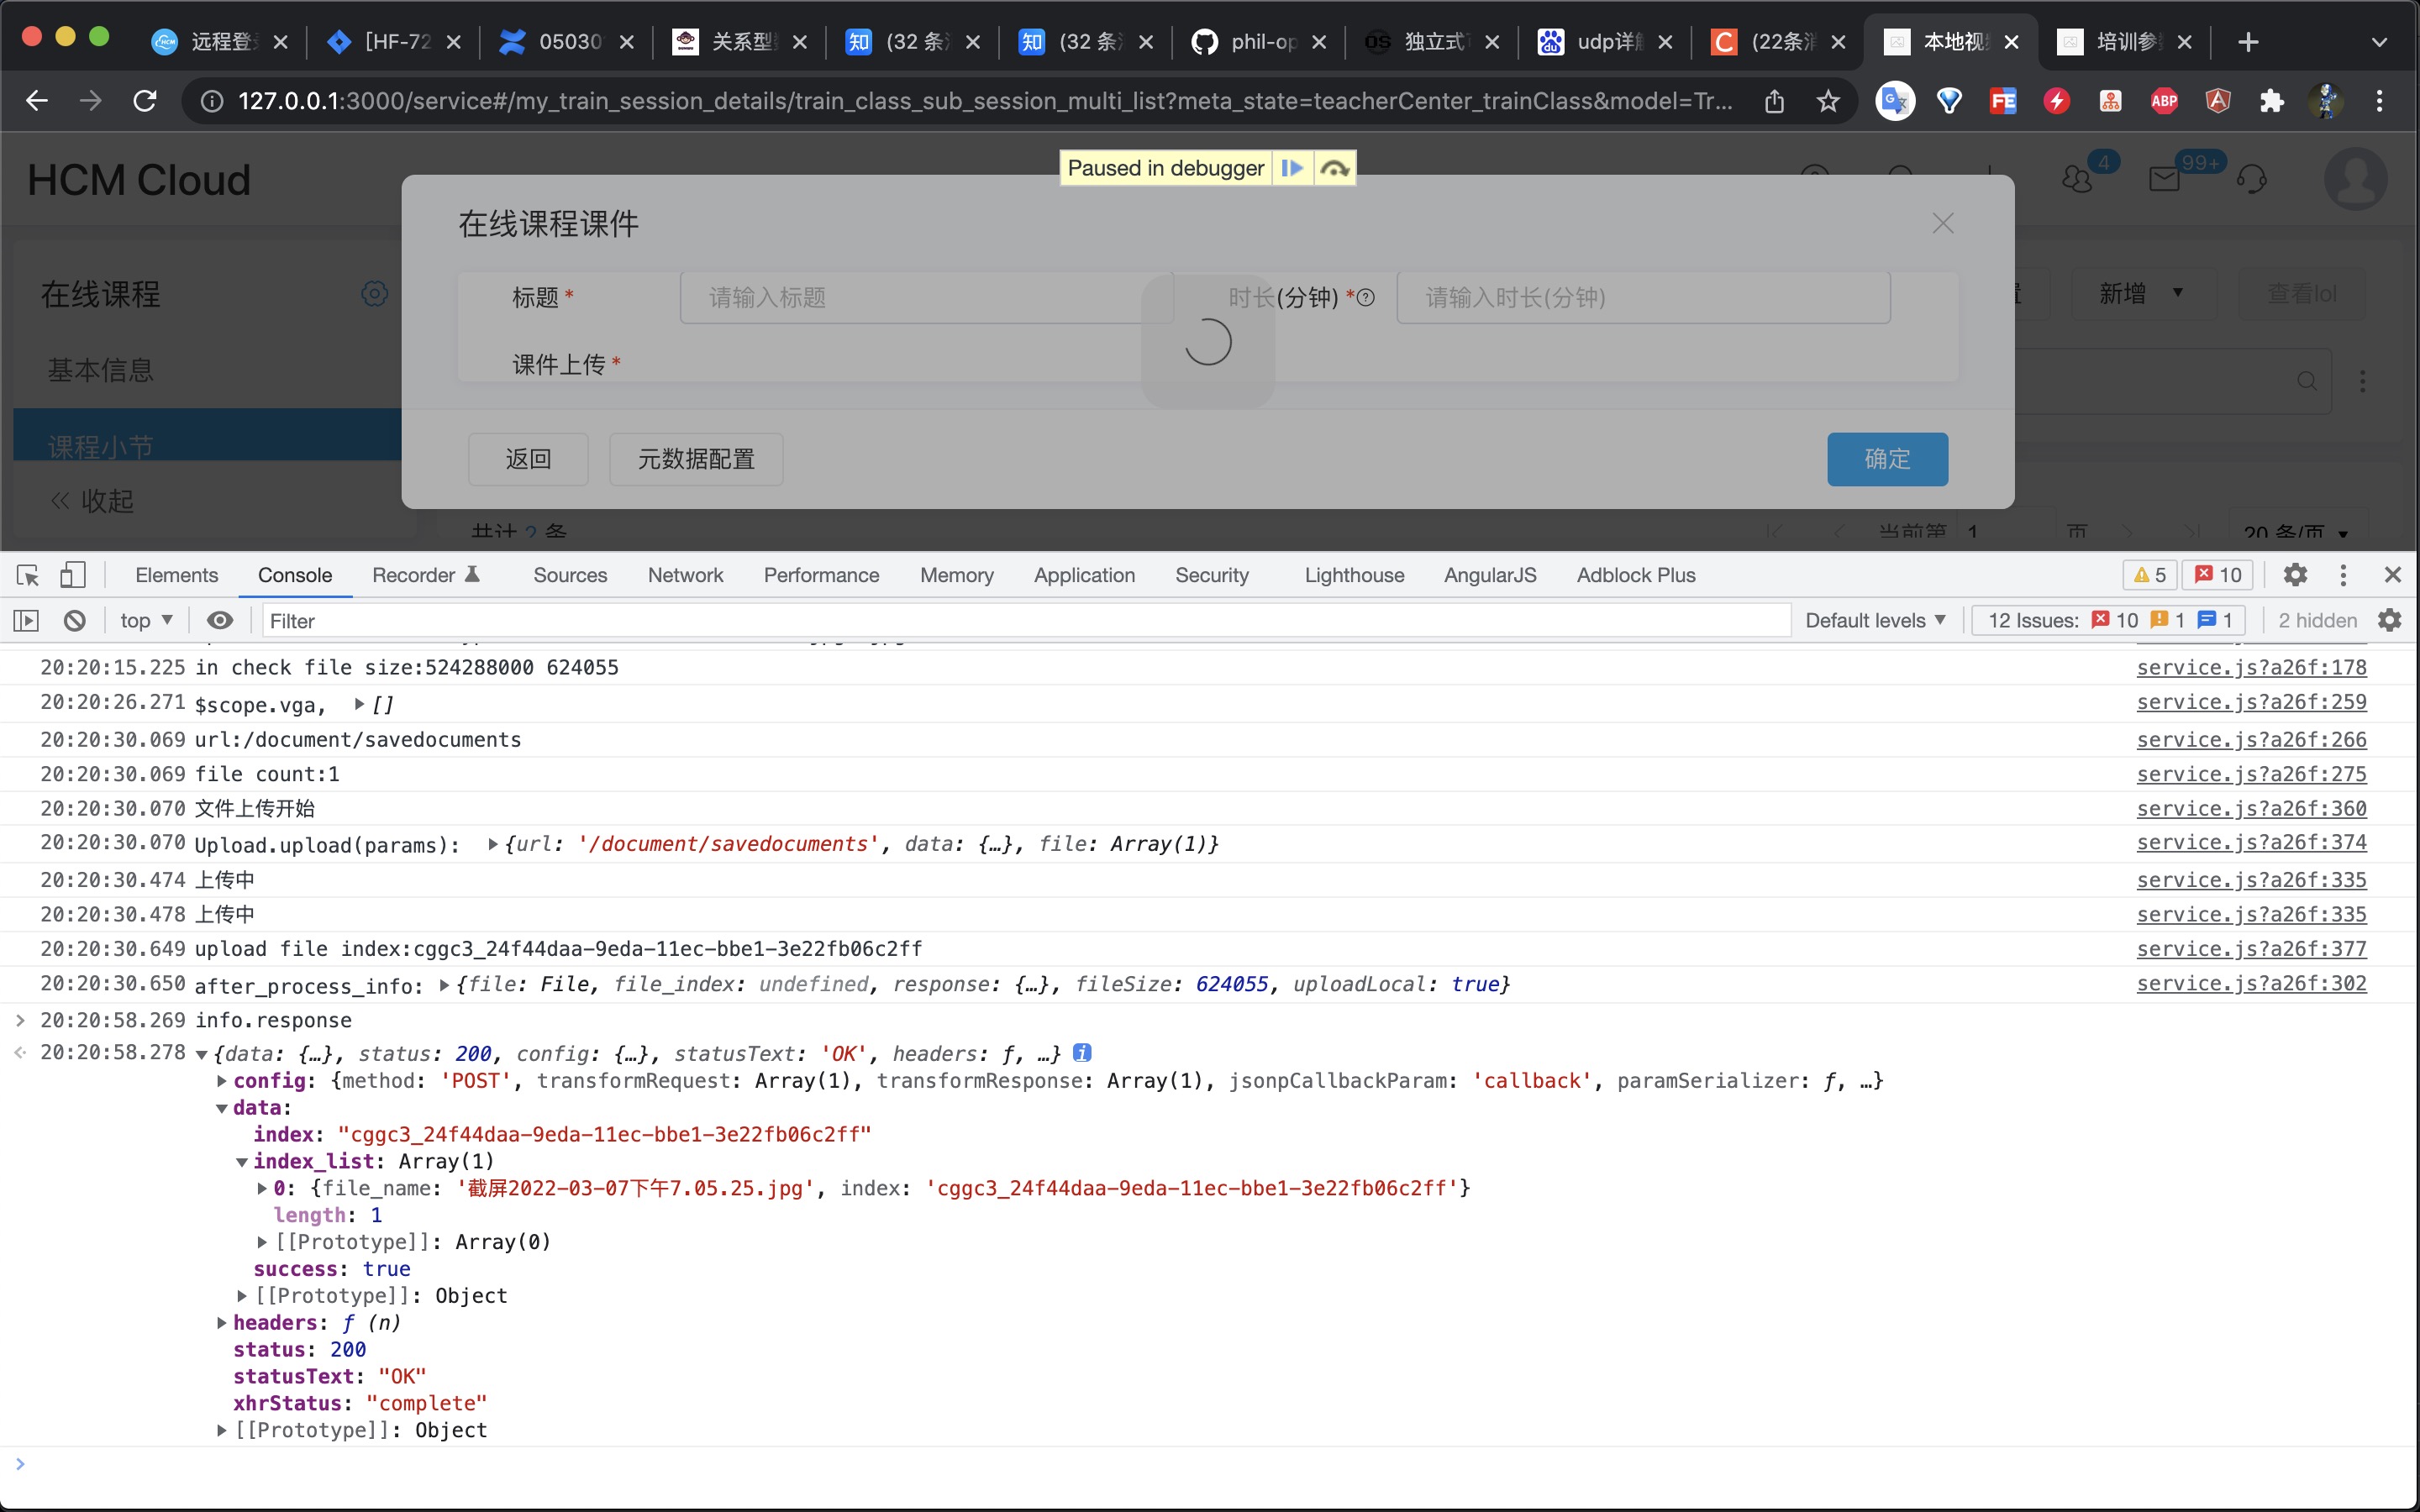 远程登 [HF-72 05030 关系型 (32 条 (32 条 phil-op 独立式 udp详 (22条 本地视 培训参
127.0.0.1:3000/service#/my_train_session_details/train_class_sub_session_multi_list?meta_state=teacherCenter_trainClass&model=Tr...
Paused in debugger
HCM Cloud
4
99+
在线课程课件
在线课程
标题 * 请输入标题 时长(分钟) * 请输入时长(分钟)
新增 查看lol
基本信息
课件上传 *
课程小节
返回 元数据配置 确定
收起
共计 2 条 当前第 1 页 20 条/页
Elements Console Recorder Sources Network Performance Memory Application Security Lighthouse AngularJS Adblock Plus 5 10
top Filter Default levels 12 Issues: 10 1 1 2 hidden
20:20:15.225 in check file size:524288000 624055 service.js?a26f:178
20:20:26.271 $scope.vga, [] service.js?a26f:259
20:20:30.069 url:/document/savedocuments service.js?a26f:266
20:20:30.069 file count:1 service.js?a26f:275
20:20:30.070 文件上传开始 service.js?a26f:360
20:20:30.070 Upload.upload(params): {url: '/document/savedocuments', data: {…}, file: Array(1)} service.js?a26f:374
20:20:30.474 上传中 service.js?a26f:335
20:20:30.478 上传中 service.js?a26f:335
20:20:30.649 upload file index:cggc3_24f44daa-9eda-11ec-bbe1-3e22fb06c2ff service.js?a26f:377
20:20:30.650 after_process_info: {file: File, file_index: undefined, response: {…}, fileSize: 624055, uploadLocal: true} service.js?a26f:302
20:20:58.269 info.response
20:20:58.278 {data: {…}, status: 200, config: {…}, statusText: 'OK', headers: ƒ, …}
config: {method: 'POST', transformRequest: Array(1), transformResponse: Array(1), jsonpCallbackParam: 'callback', paramSerializer: ƒ, …}
data:
index: "cggc3_24f44daa-9eda-11ec-bbe1-3e22fb06c2ff"
index_list: Array(1)
0: {file_name: '截屏2022-03-07下午7.05.25.jpg', index: 'cggc3_24f44daa-9eda-11ec-bbe1-3e22fb06c2ff'}
length: 1
[[Prototype]]: Array(0)
success: true
[[Prototype]]: Object
headers: ƒ (n)
status: 200
statusText: "OK"
xhrStatus: "complete"
[[Prototype]]: Object